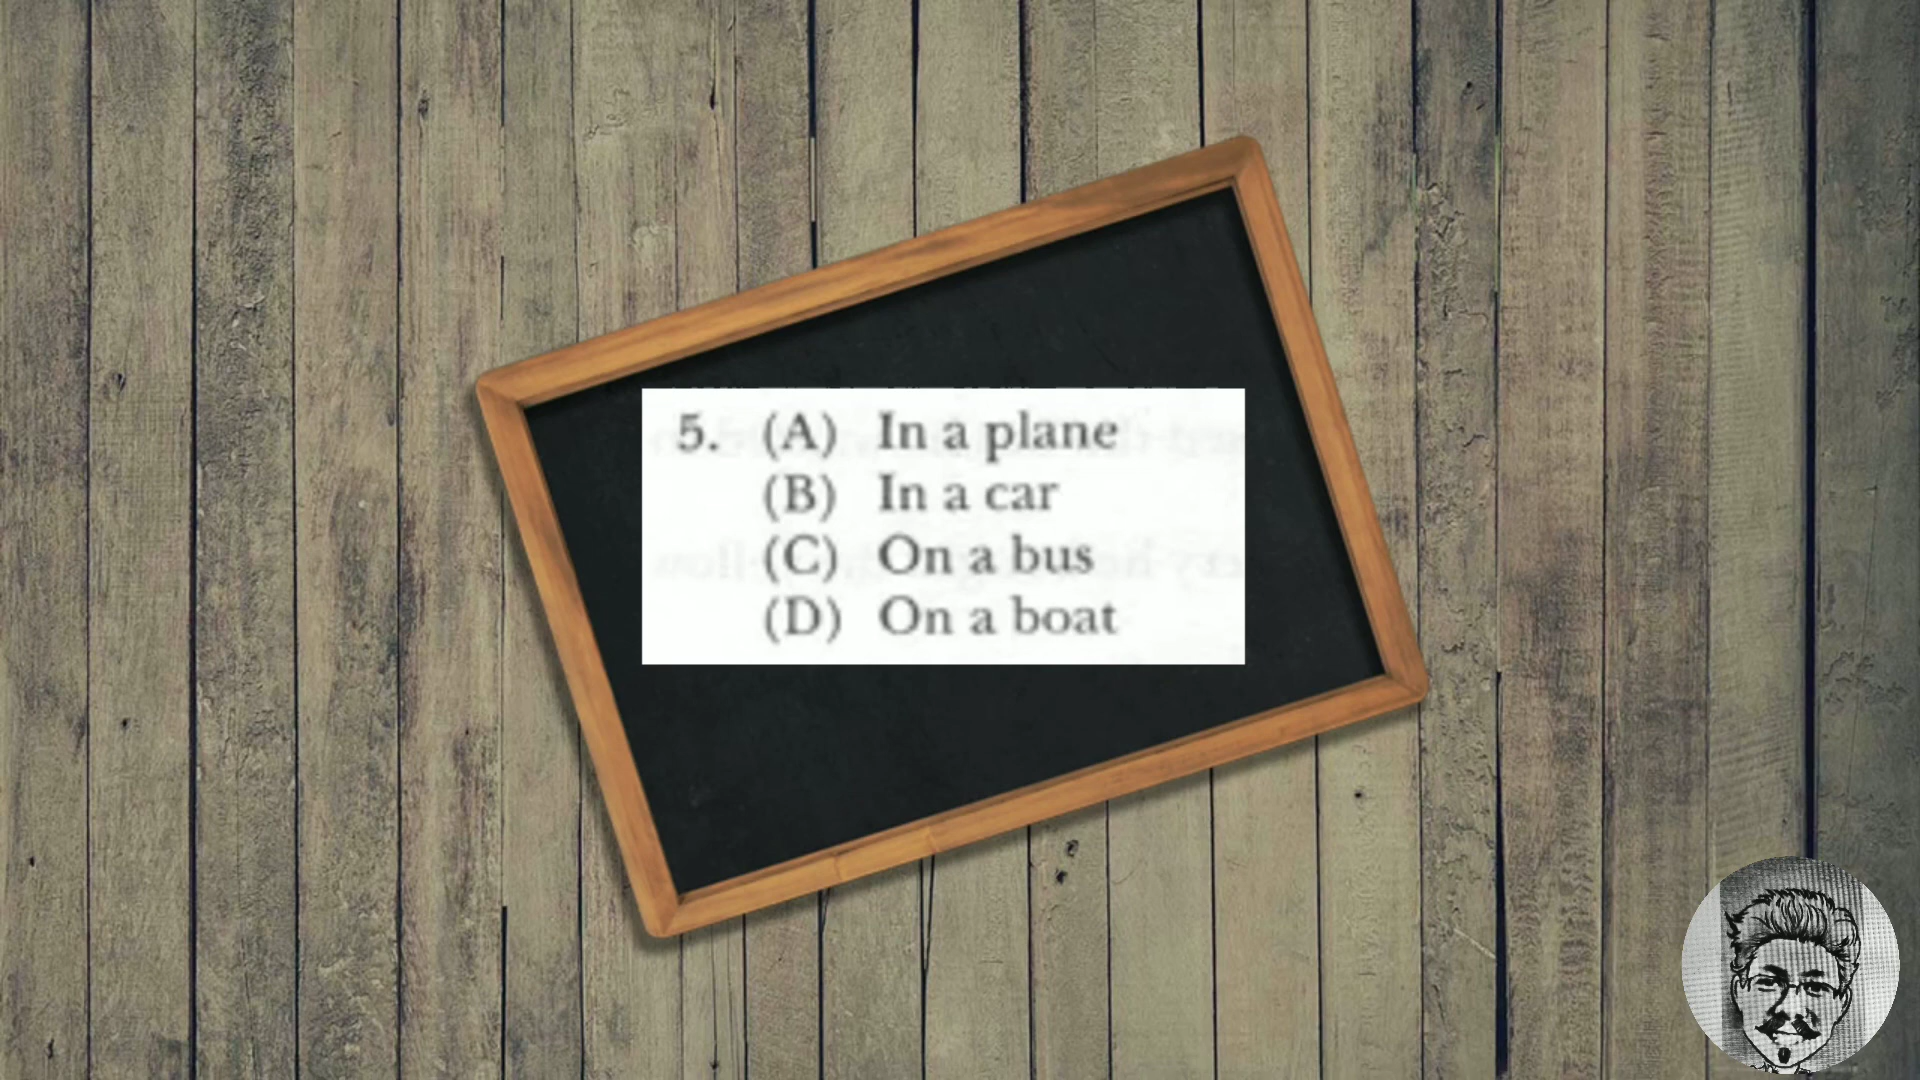 5. (A) In a plane
(B) In a car
(C) On a bus
(D) On a boat